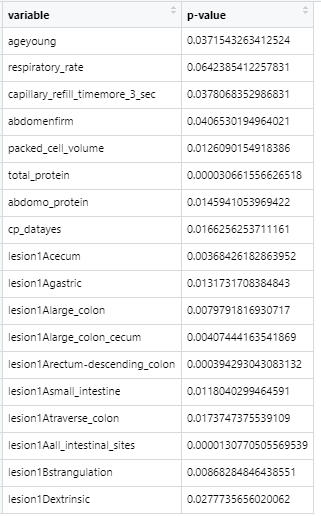 variable p-value
ageyoung 0.0371543263412524
respiratory_rate 0.0642385412257831
capillary_refill_timemore_3_sec 0.0378068352986831
abdomenfirm 0.0406530194964021
packed_cell_volume 0.0126090154918386
total_protein 0.000030661556626518
abdomo_protein 0.0145941053969422
cp_datayes 0.0166256253711161
lesion1Acecum 0.00368426182863952
lesion1Agastric 0.0131731708384843
lesion1Alarge_colon 0.0079791816930717
lesion1Alarge_colon_cecum 0.00407444163541869
lesion1Arectum-descending_colon 0.000394293043083132
lesion1Asmall_intestine 0.0118040299464591
lesion1Atraverse_colon 0.0173747375539109
lesion1Aall_intestinal_sites 0.0000130770505569539
lesion1Bstrangulation 0.00868284846438551
lesion1Dextrinsic 0.0277735656020062